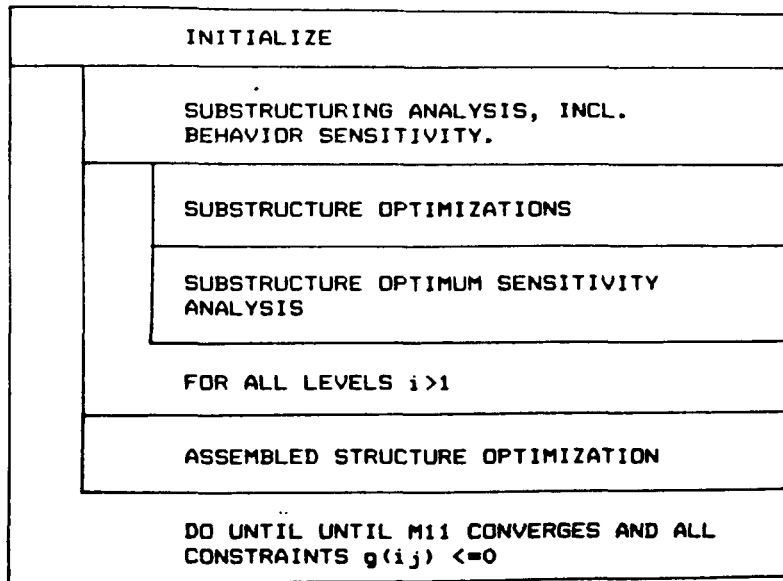 INITIALIZE
SUBSTRUCTURING ANALYSIS, INCL.
BEHAVIOR SENSITIVITY.
SUBSTRUCTURE OPTIMIZATIONS
SUBSTRUCTURE OPTIMUM SENSITIVITY
ANALYSIS
FOR ALL LEVELS i>1
ASSEMBLED STRUCTURE OPTIMIZATION
DO UNTIL UNTIL M11 CONVERGES AND ALL
CONSTRAINTS g(ij) <=0